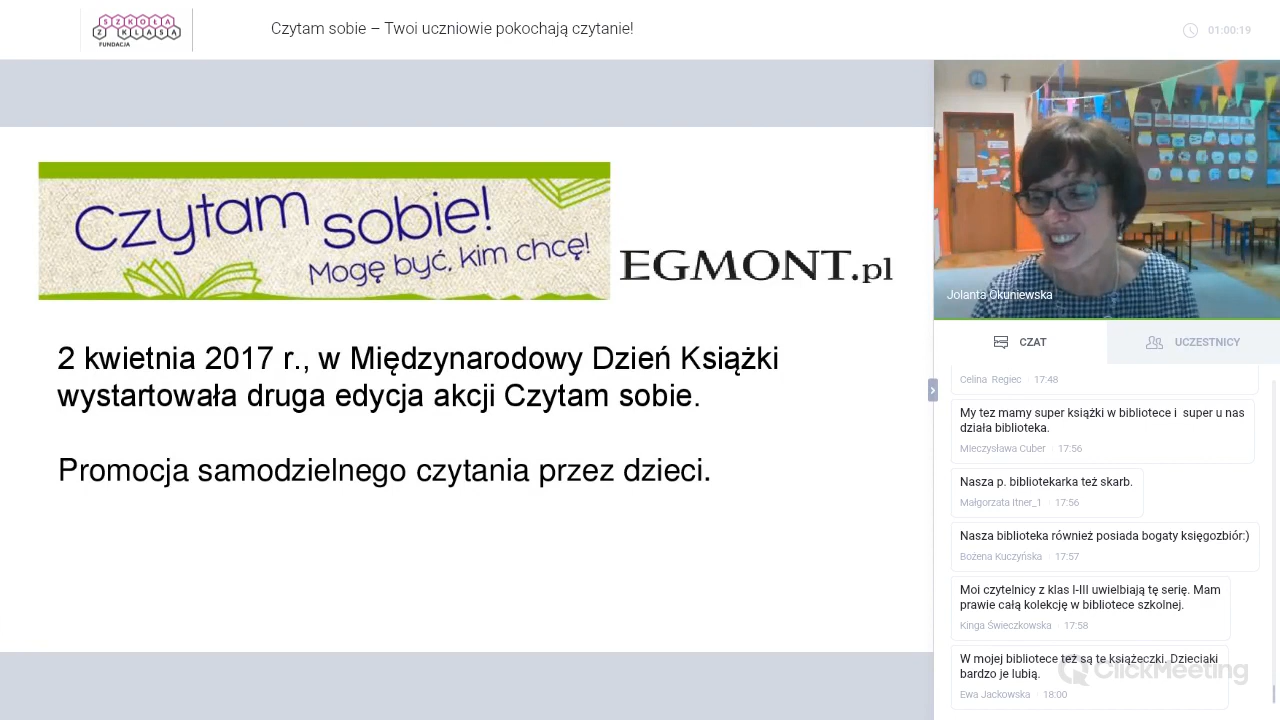 SZKOŁA
Z KLASĄ
FUNDACJA
Czytam sobie – Twoi uczniowie pokochają czytanie!
01:00:19
Czytam sobie!
Mogę być, kim chcę!
EGMONT.pl
2 kwietnia 2017 r., w Międzynarodowy Dzień Książki
wystartowała druga edycja akcji Czytam sobie.
Promocja samodzielnego czytania przez dzieci.
Jolanta Okuniewska
CZAT
UCZESTNICY
Celina Regiec · 17:48
My tez mamy super książki w bibliotece i super u nas
działa biblioteka.
Mieczysława Cuber · 17:56
Nasza p. bibliotekarka też skarb.
Małgorzata Itner_1 · 17:56
Nasza biblioteka również posiada bogaty księgozbiór:)
Bożena Kuczyńska · 17:57
Moi czytelnicy z klas I-III uwielbiają tę serię. Mam
prawie całą kolekcję w bibliotece szkolnej.
Kinga Świeczkowska · 17:58
W mojej bibliotece też są te książeczki. Dzieciaki
bardzo je lubią.
Ewa Jackowska · 18:00
ClickMeeting